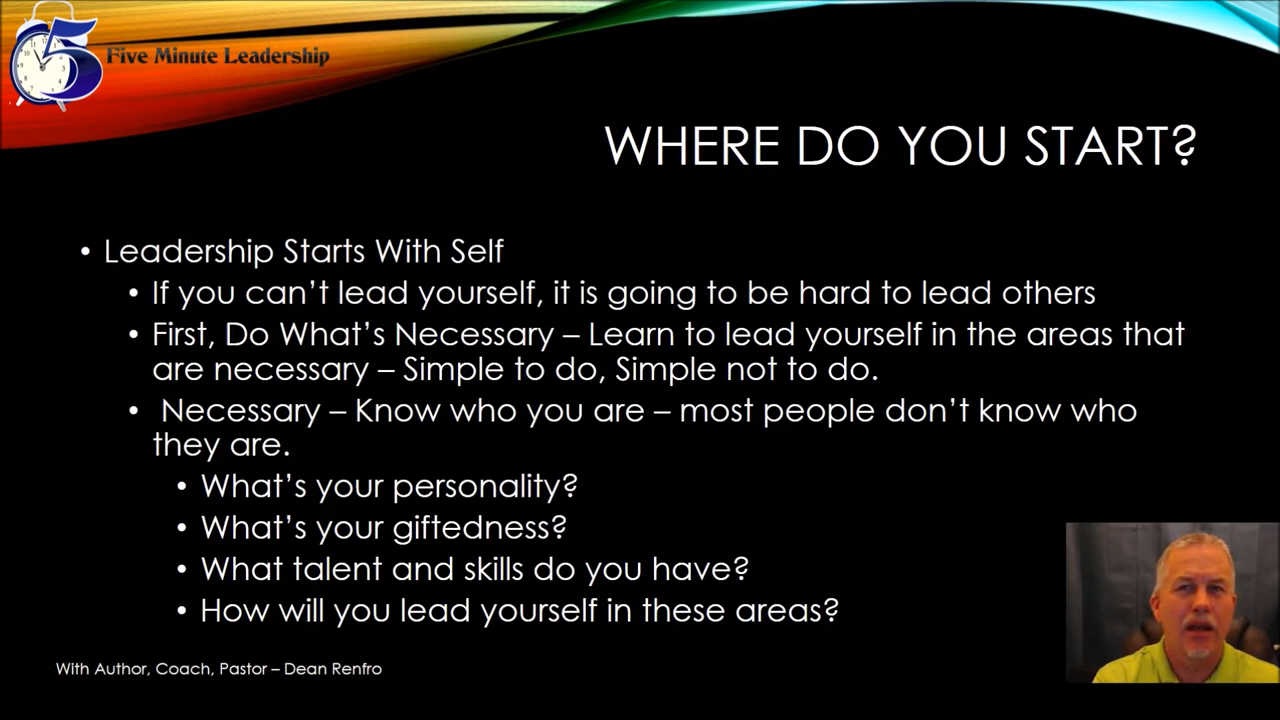 5 Five Minute Leadership
WHERE DO YOU START?
• Leadership Starts With Self
• If you can’t lead yourself, it is going to be hard to lead others
• First, Do What’s Necessary – Learn to lead yourself in the areas that
are necessary – Simple to do, Simple not to do.
• Necessary – Know who you are – most people don’t know who
they are.
• What’s your personality?
• What’s your giftedness?
• What talent and skills do you have?
• How will you lead yourself in these areas?
With Author, Coach, Pastor – Dean Renfro